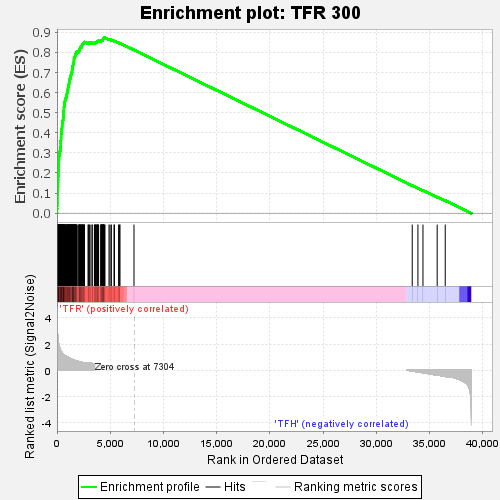 Enrichment plot: TFR 300
Enrichment score (ES)
0.9
0.8
0.7
0.6
0.5
0.4
0.3
0.2
0.1
0.0
'TFR' (positively correlated)
Zero cross at 7304
'TFH' (negatively correlated)
Ranked list metric (Signal2Noise)
4
2
0
-2
-4
0 5,000 10,000 15,000 20,000 25,000 30,000 35,000 40,000
Rank in Ordered Dataset
Enrichment profile Hits Ranking metric scores